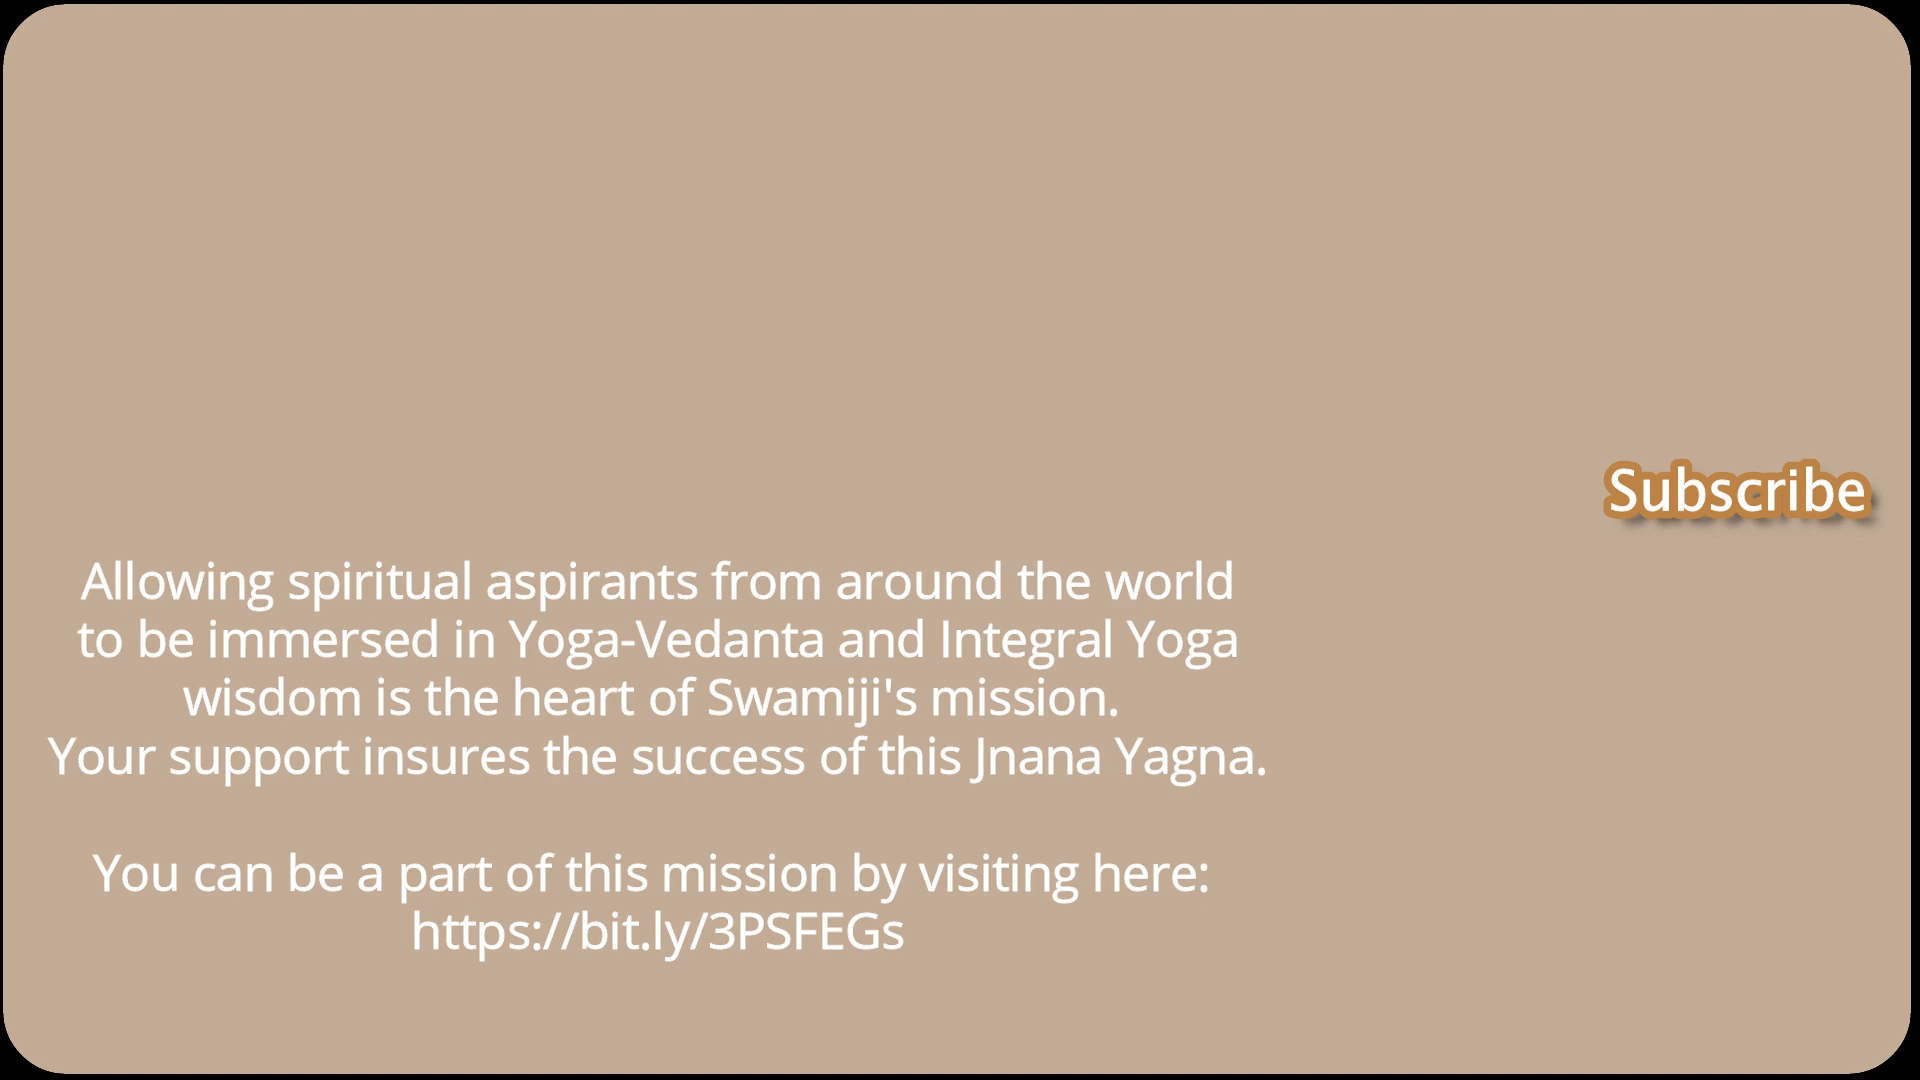 Subscribe
Allowing spiritual aspirants from around the world
to be immersed in Yoga-Vedanta and Integral Yoga
wisdom is the heart of Swamiji's mission.
Your support insures the success of this Jnana Yagna.
You can be a part of this mission by visiting here:
https://bit.ly/3PSFEGs